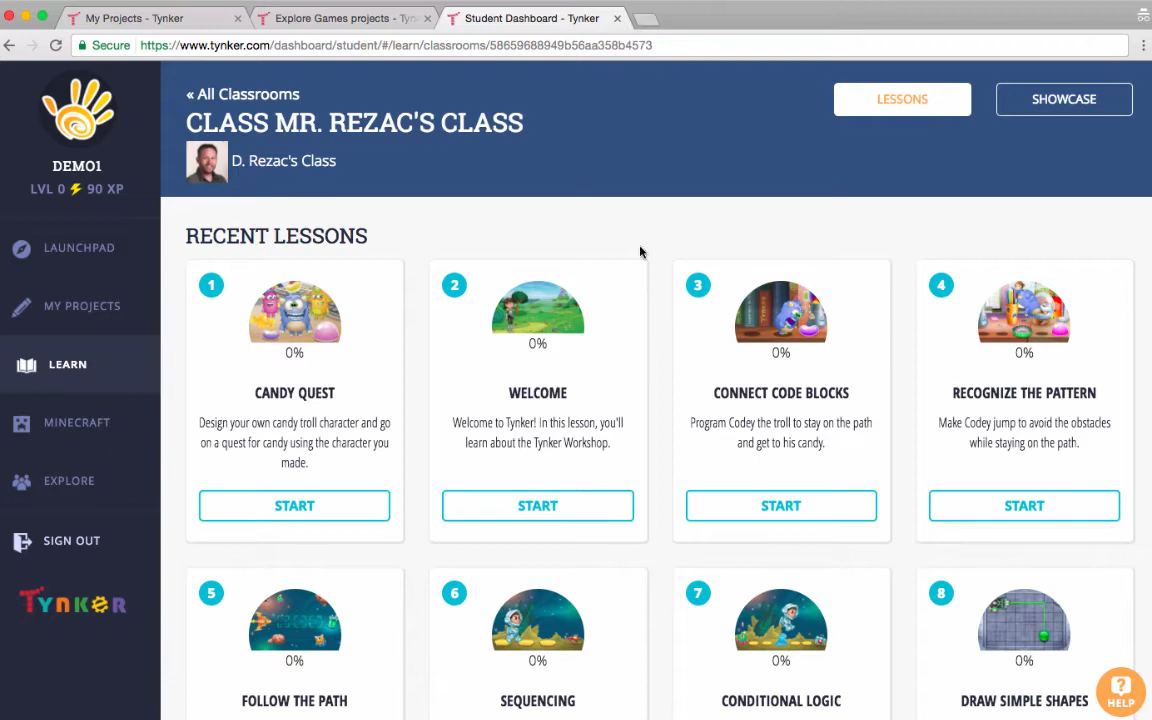 My Projects - Tynker
Explore Games projects - Tyn
Student Dashboard - Tynker
Secure
https://www.tynker.com/dashboard/student/#/learn/classrooms/58659688949b56aa358b4573
« All Classrooms
CLASS MR. REZAC'S CLASS
D. Rezac's Class
LESSONS
SHOWCASE
DEMO1
LVL 0 90 XP
LAUNCHPAD
MY PROJECTS
LEARN
MINECRAFT
EXPLORE
SIGN OUT
TYNKER
RECENT LESSONS
1
0%
CANDY QUEST
Design your own candy troll character and go
on a quest for candy using the character you
made.
START
2
0%
WELCOME
Welcome to Tynker! In this lesson, you'll
learn about the Tynker Workshop.
START
3
0%
CONNECT CODE BLOCKS
Program Codey the troll to stay on the path
and get to his candy.
START
4
0%
RECOGNIZE THE PATTERN
Make Codey jump to avoid the obstacles
while staying on the path.
START
5
0%
FOLLOW THE PATH
6
0%
SEQUENCING
7
0%
CONDITIONAL LOGIC
8
0%
DRAW SIMPLE SHAPES
?
HELP